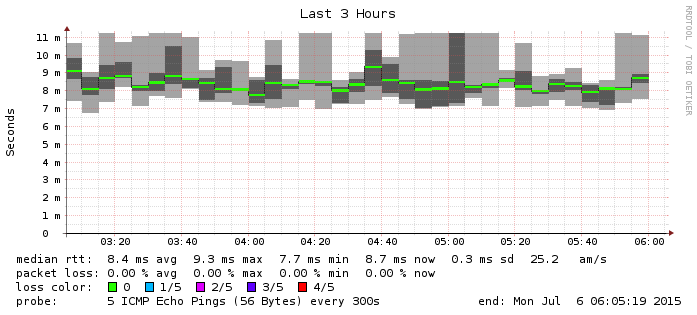 Last 3 Hours
RRDTOOL / TOBI OETIKER
Seconds
11 m
10 m
9 m
8 m
7 m
6 m
5 m
4 m
3 m
2 m
1 m
0
03:20 03:40 04:00 04:20 04:40 05:00 05:20 05:40 06:00
median rtt: 8.4 ms avg 9.3 ms max 7.7 ms min 8.7 ms now 0.3 ms sd 25.2 am/s
packet loss: 0.00 % avg 0.00 % max 0.00 % min 0.00 % now
loss color: 0 1/5 2/5 3/5 4/5
probe: 5 ICMP Echo Pings (56 Bytes) every 300s end: Mon Jul 6 06:05:19 2015